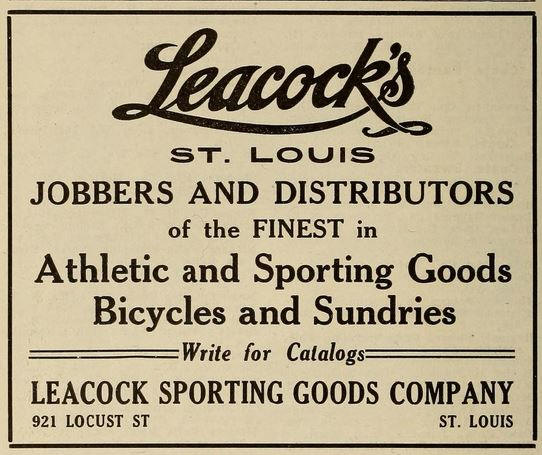 Leacock's
ST. LOUIS
JOBBERS AND DISTRIBUTORS
of the FINEST in
Athletic and Sporting Goods
Bicycles and Sundries
Write for Catalogs
LEACOCK SPORTING GOODS COMPANY
921 LOCUST ST ST. LOUIS